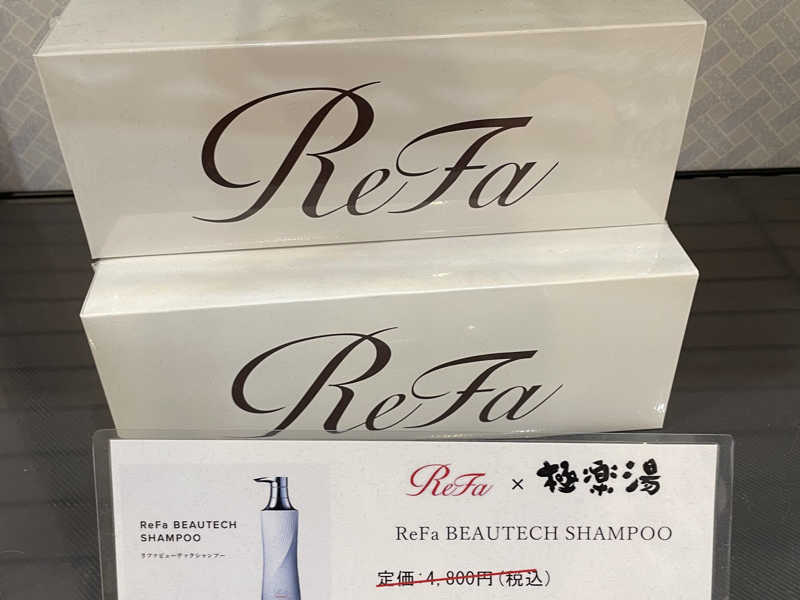 ReFa
ReFa
ReFa × 極楽湯
ReFa BEAUTECH
SHAMPOO
リファビューテックシャンプー
ReFa BEAUTECH SHAMPOO
定価:4,800円(税込)